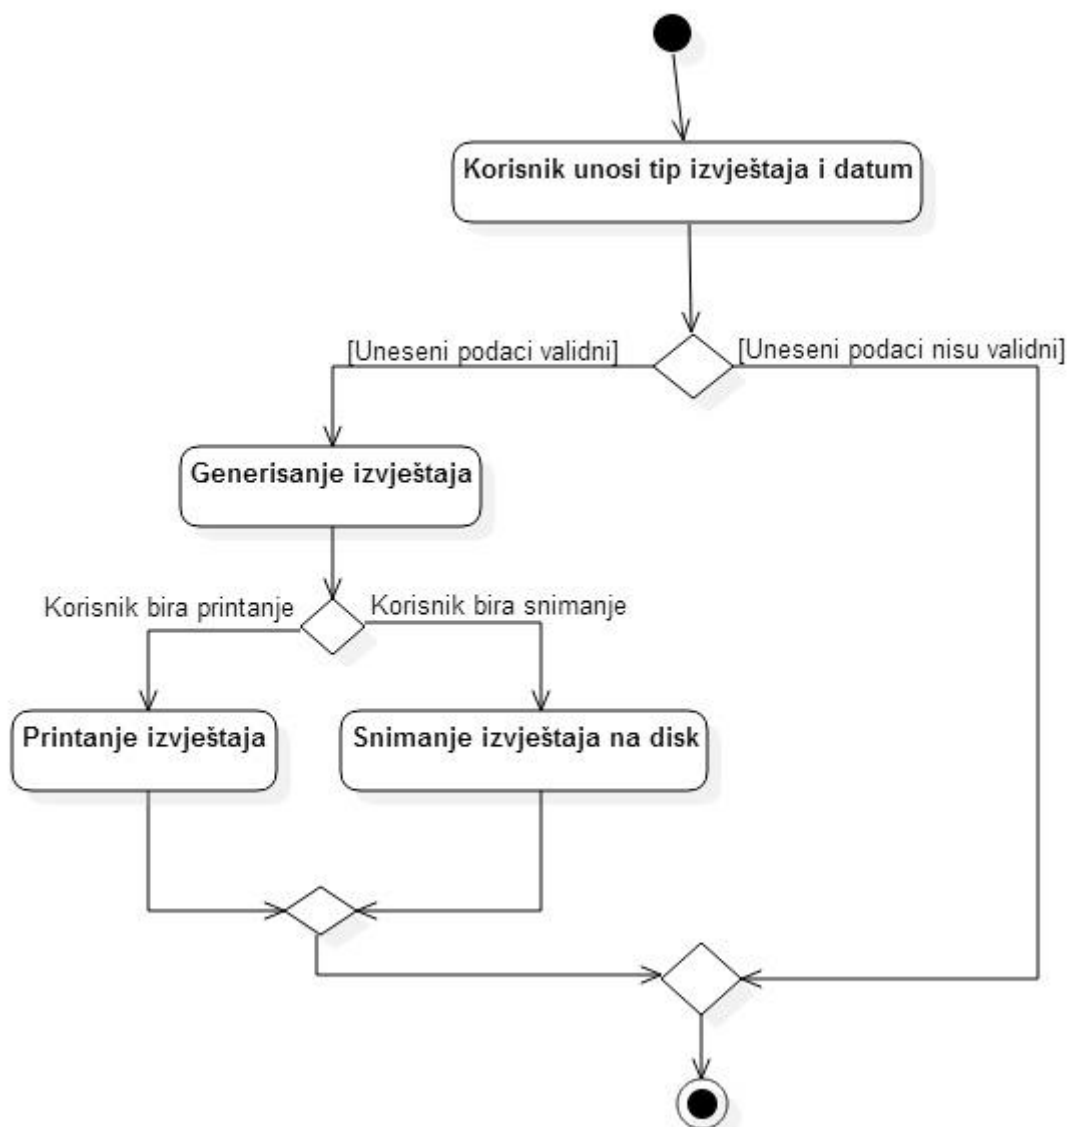 Korisnik unosi tip izvještaja i datum
[Uneseni podaci validni]
[Uneseni podaci nisu validni]
Generisanje izvještaja
Korisnik bira printanje
Korisnik bira snimanje
Printanje izvještaja
Snimanje izvještaja na disk